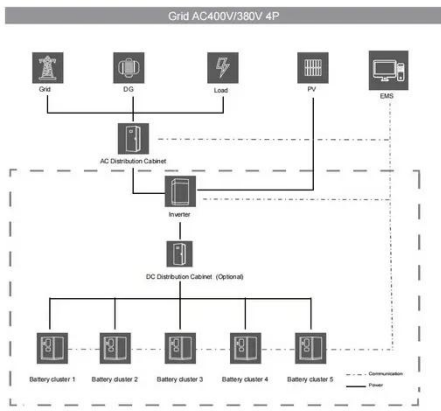 Grid AC400V/380V 4P
Grid
DG
Load
PV
EMS
AC Distribution Cabinet
Inverter
DC Distribution Cabinet (Optional)
Battery cluster 1
Battery cluster 2
Battery cluster 3
Battery cluster 4
Battery cluster 5
Communication
Power